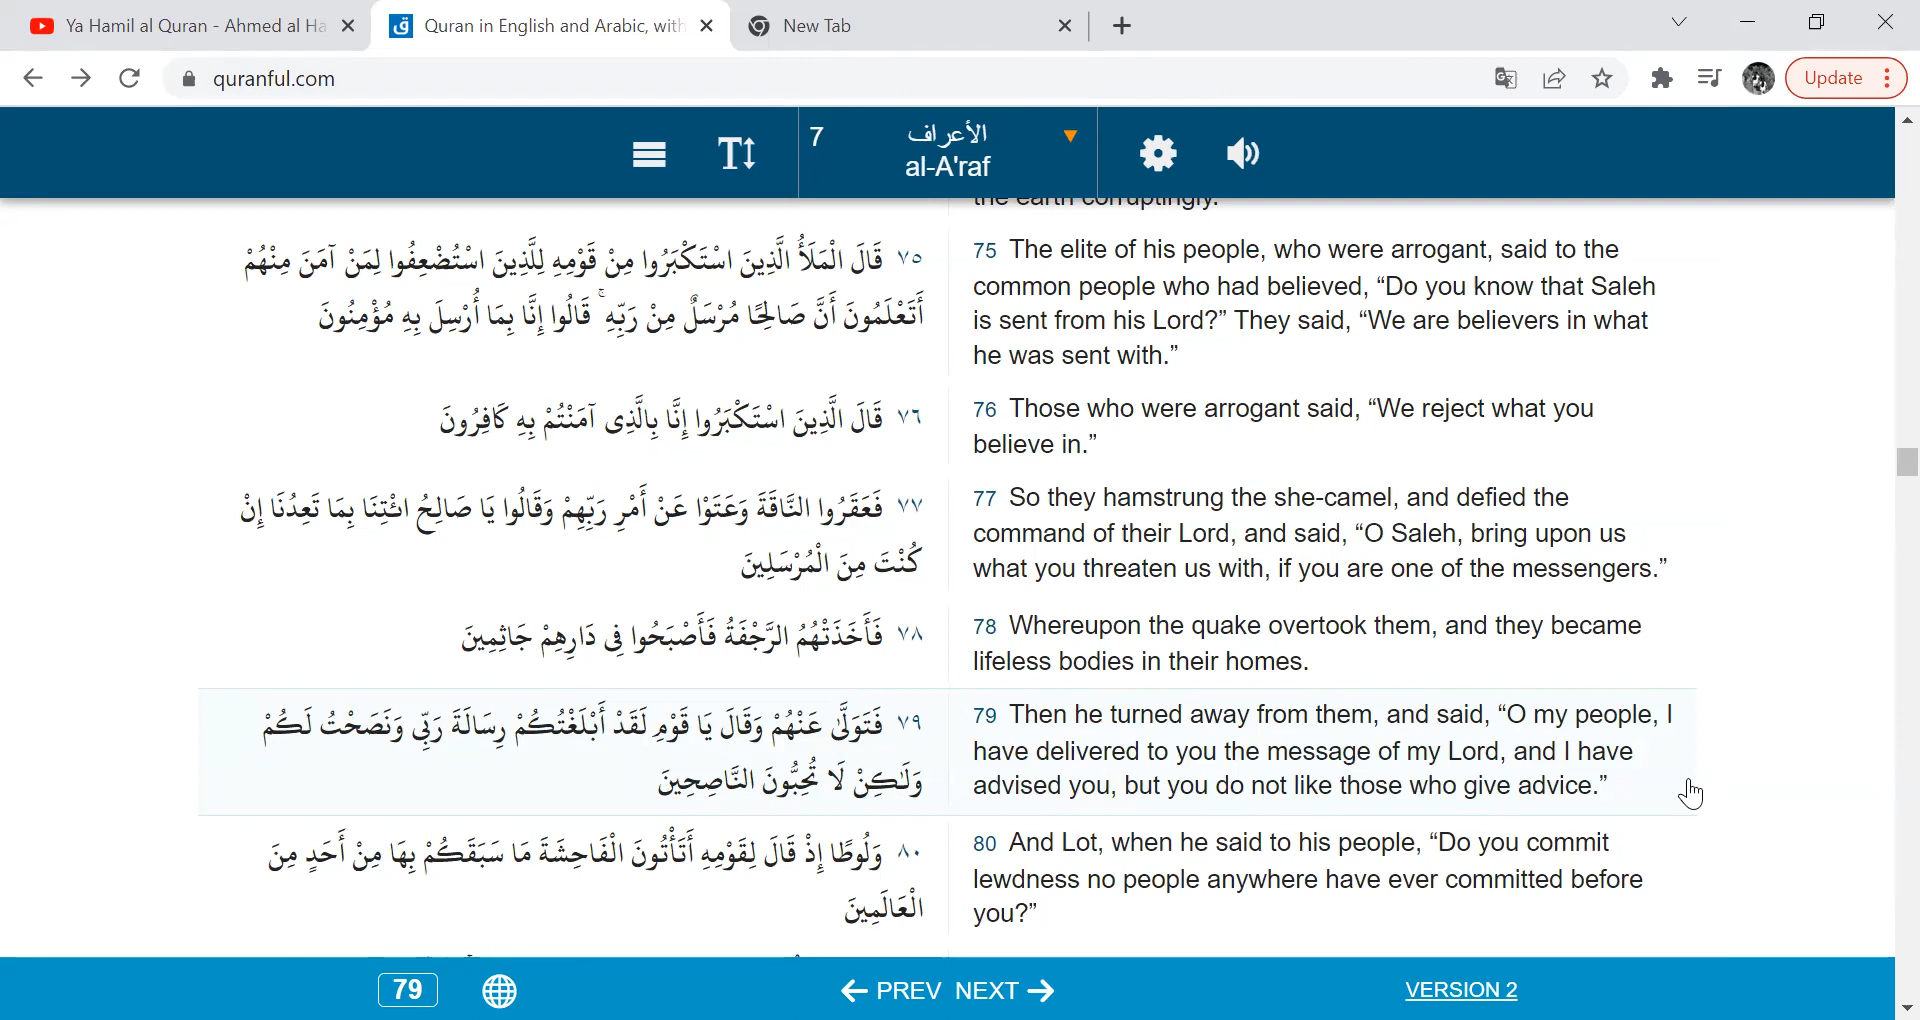 Ya Hamil al Quran - Ahmed al Ha
Quran in English and Arabic, with
New Tab
quranful.com
Update
7
الأعراف
al-A'raf
the earth corruptingly.
٧٥ قَالَ الْمَلَأُ الَّذِينَ اسْتَكْبَرُوا مِنْ قَوْمِهِ لِلَّذِينَ اسْتُضْعِفُوا لِمَنْ آمَنَ مِنْهُمْ
أَتَعْلَمُونَ أَنَّ صَالِحًا مُرْسَلٌ مِنْ رَبِّهِ ۚ قَالُوا إِنَّا بِمَا أُرْسِلَ بِهِ مُؤْمِنُونَ
75 The elite of his people, who were arrogant, said to the
common people who had believed, “Do you know that Saleh
is sent from his Lord?” They said, “We are believers in what
he was sent with.”
٧٦ قَالَ الَّذِينَ اسْتَكْبَرُوا إِنَّا بِالَّذِى آمَنْتُمْ بِهِ كَافِرُونَ
76 Those who were arrogant said, “We reject what you
believe in.”
٧٧ فَعَقَرُوا النَّاقَةَ وَعَتَوْا عَنْ أَمْرِ رَبِّهِمْ وَقَالُوا يَا صَالِحُ ائْتِنَا بِمَا تَعِدُنَا إِنْ
كُنْتَ مِنَ الْمُرْسَلِينَ
77 So they hamstrung the she-camel, and defied the
command of their Lord, and said, “O Saleh, bring upon us
what you threaten us with, if you are one of the messengers.”
٧٨ فَأَخَذَتْهُمُ الرَّجْفَةُ فَأَصْبَحُوا فِى دَارِهِمْ جَاثِمِينَ
78 Whereupon the quake overtook them, and they became
lifeless bodies in their homes.
٧٩ فَتَوَلَّىٰ عَنْهُمْ وَقَالَ يَا قَوْمِ لَقَدْ أَبْلَغْتُكُمْ رِسَالَةَ رَبِّى وَنَصَحْتُ لَكُمْ
وَلَٰكِنْ لَا تُحِبُّونَ النَّاصِحِينَ
79 Then he turned away from them, and said, “O my people, I
have delivered to you the message of my Lord, and I have
advised you, but you do not like those who give advice.”
٨٠ وَلُوطًا إِذْ قَالَ لِقَوْمِهِ أَتَأْتُونَ الْفَاحِشَةَ مَا سَبَقَكُمْ بِهَا مِنْ أَحَدٍ مِنَ
الْعَالَمِينَ
80 And Lot, when he said to his people, “Do you commit
lewdness no people anywhere have ever committed before
you?”
79
PREV NEXT
VERSION 2